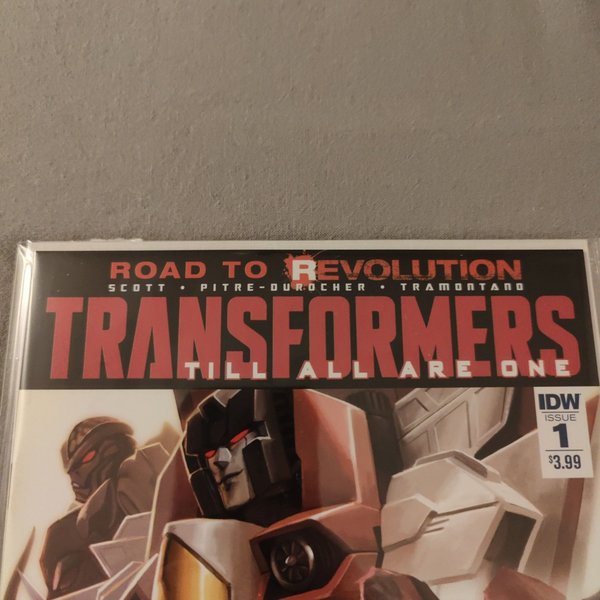 ROAD TO REVOLUTION
SCOTT • PITRE-DUROCHER • TRAMONTANO
TRANSFORMERS
TILL ALL ARE ONE
IDW
ISSUE
1
$3.99